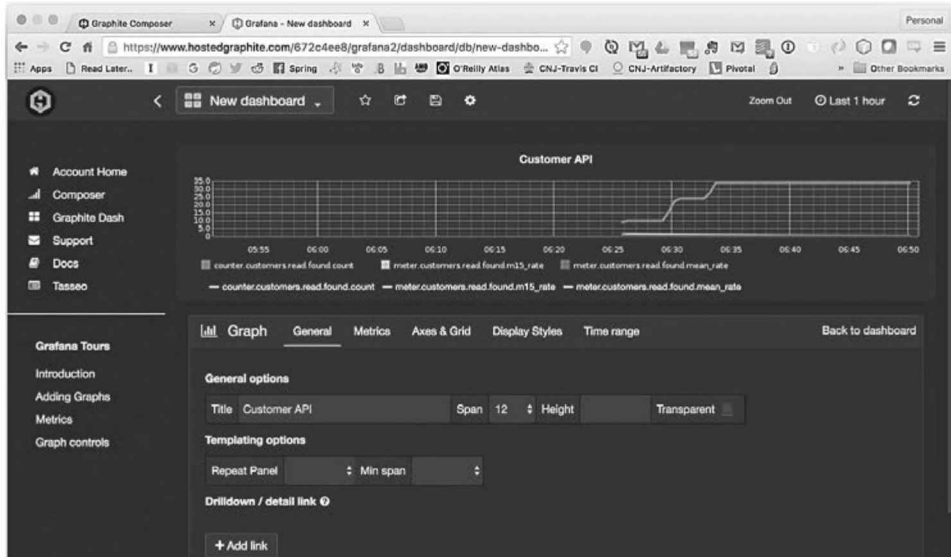 Graphite Composer × Grafana - New dashboard × Personal
https://www.hostedgraphite.com/672c4ee8/grafana2/dashboard/db/new-dashbo...
Apps Read Later.. Spring O'Reilly Atlas CNJ-Travis CI CNJ-Artifactory Pivotal » Other Bookmarks
New dashboard Zoom Out Last 1 hour
Account Home
Composer
Graphite Dash
Support
Docs
Tasseo
Grafana Tours
Introduction
Adding Graphs
Metrics
Graph controls
Customer API
35.0
30.0
25.0
20.0
15.0
10.0
5.0
0
05:55 06:00 06:05 06:10 06:15 06:20 06:25 06:30 06:35 06:40 06:45 06:50
counter.customers.read.found.count meter.customers.read.found.m15_rate meter.customers.read.found.mean_rate
counter.customers.read.found.count meter.customers.read.found.m15_rate meter.customers.read.found.mean_rate
Graph General Metrics Axes & Grid Display Styles Time range Back to dashboard
General options
Title Customer API Span 12 Height Transparent
Templating options
Repeat Panel Min span
Drilldown / detail link
+ Add link